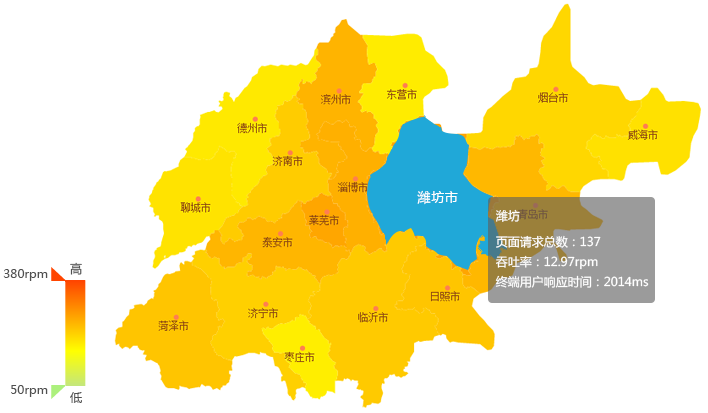 烟台市
东营市
滨州市
威海市
德州市
济南市
淄博市
潍坊市
聊城市
莱芜市
青岛市
泰安市
潍坊
页面请求总数：137
吞吐率：12.97rpm
终端用户响应时间：2014ms
380rpm
高
日照市
济宁市
临沂市
菏泽市
枣庄市
50rpm
低